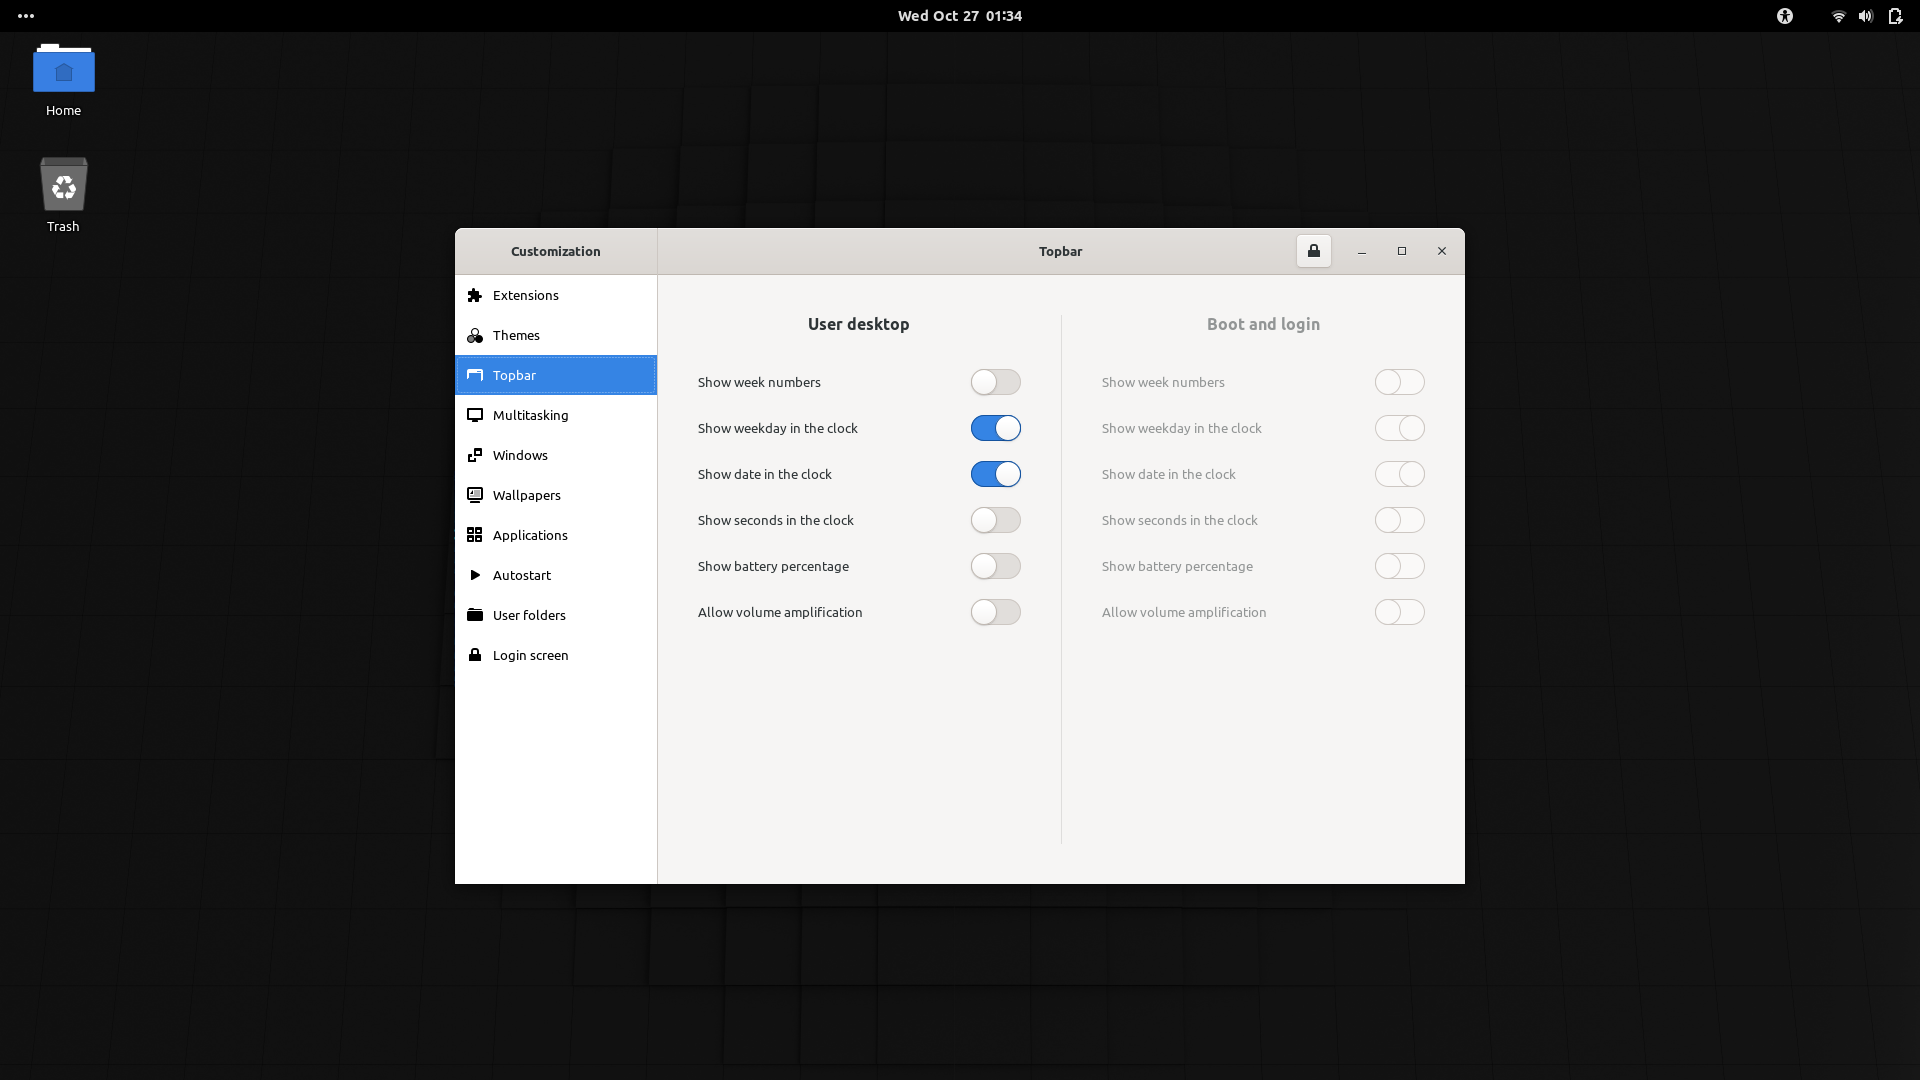 Wed Oct 27 01:34
Home
Trash
Customization
Topbar
Extensions
Themes
Topbar
Multitasking
Windows
Wallpapers
Applications
Autostart
User folders
Login screen
User desktop
Show week numbers
Show weekday in the clock
Show date in the clock
Show seconds in the clock
Show battery percentage
Allow volume amplification
Boot and login
Show week numbers
Show weekday in the clock
Show date in the clock
Show seconds in the clock
Show battery percentage
Allow volume amplification